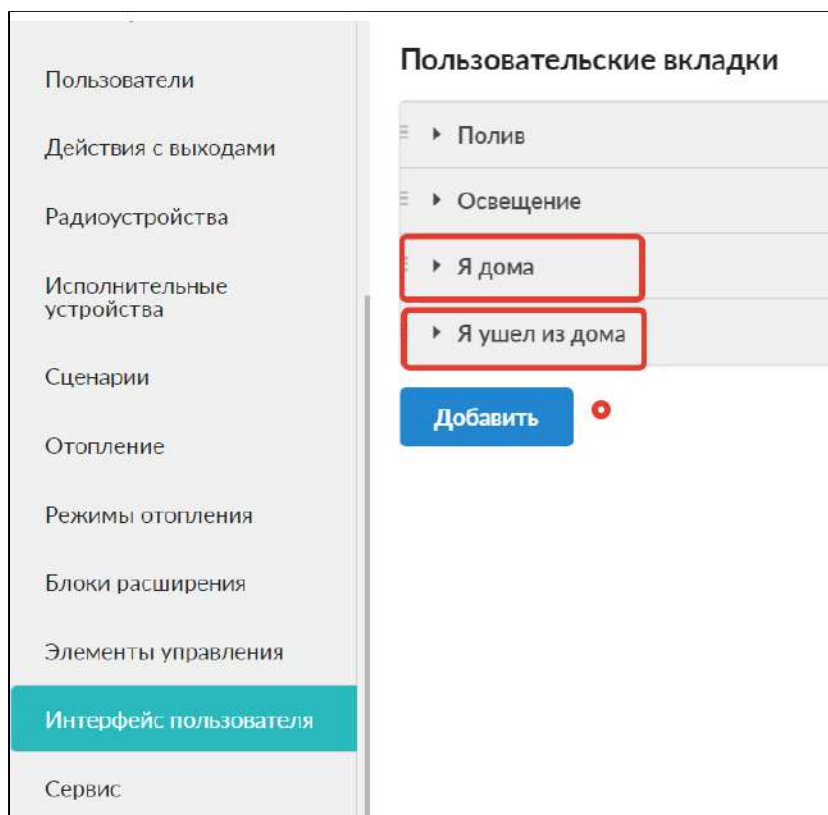 Пользователи
Действия с выходами
Радиоустройства
Исполнительные
устройства
Сценарии
Отопление
Режимы отопления
Блоки расширения
Элементы управления
Интерфейс пользователя
Сервис
Пользовательские вкладки
Полив
Освещение
Я дома
Я ушел из дома
Добавить